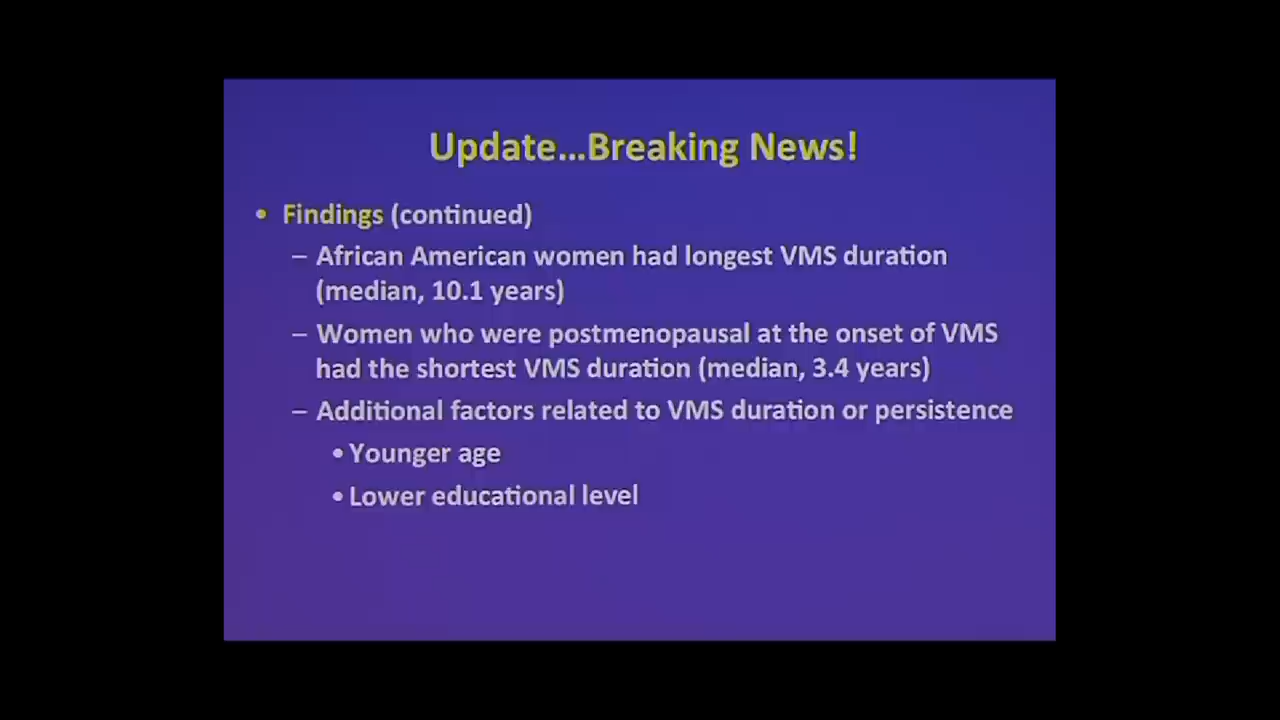 Update...Breaking News!
• Findings (continued)
– African American women had longest VMS duration
(median, 10.1 years)
– Women who were postmenopausal at the onset of VMS
had the shortest VMS duration (median, 3.4 years)
– Additional factors related to VMS duration or persistence
• Younger age
• Lower educational level